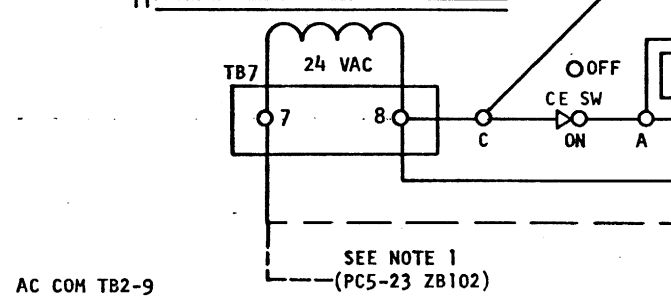 24 VAC
TB7
OFF
7
8
CE SW
C
ON
A
SEE NOTE 1
(PC5-23 ZB102)
AC COM TB2-9